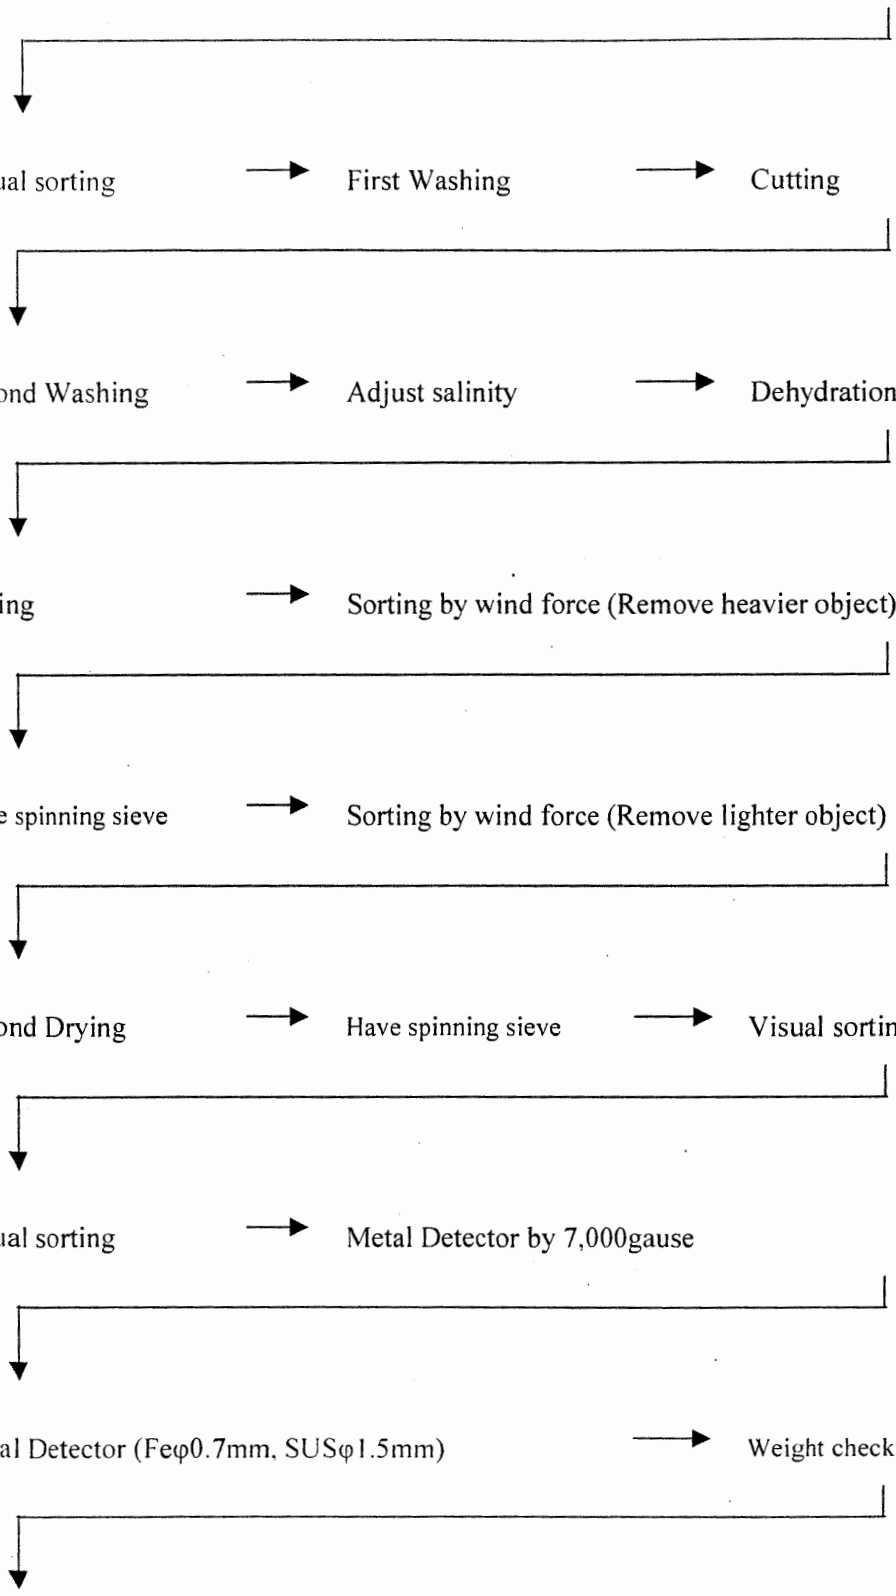 ual sorting First Washing Cutting
ond Washing Adjust salinity Dehydration
ing Sorting by wind force (Remove heavier object)
e spinning sieve Sorting by wind force (Remove lighter object)
ond Drying Have spinning sieve Visual sortin
ual sorting Metal Detector by 7,000gause
al Detector (Feφ0.7mm, SUSφ1.5mm) Weight check